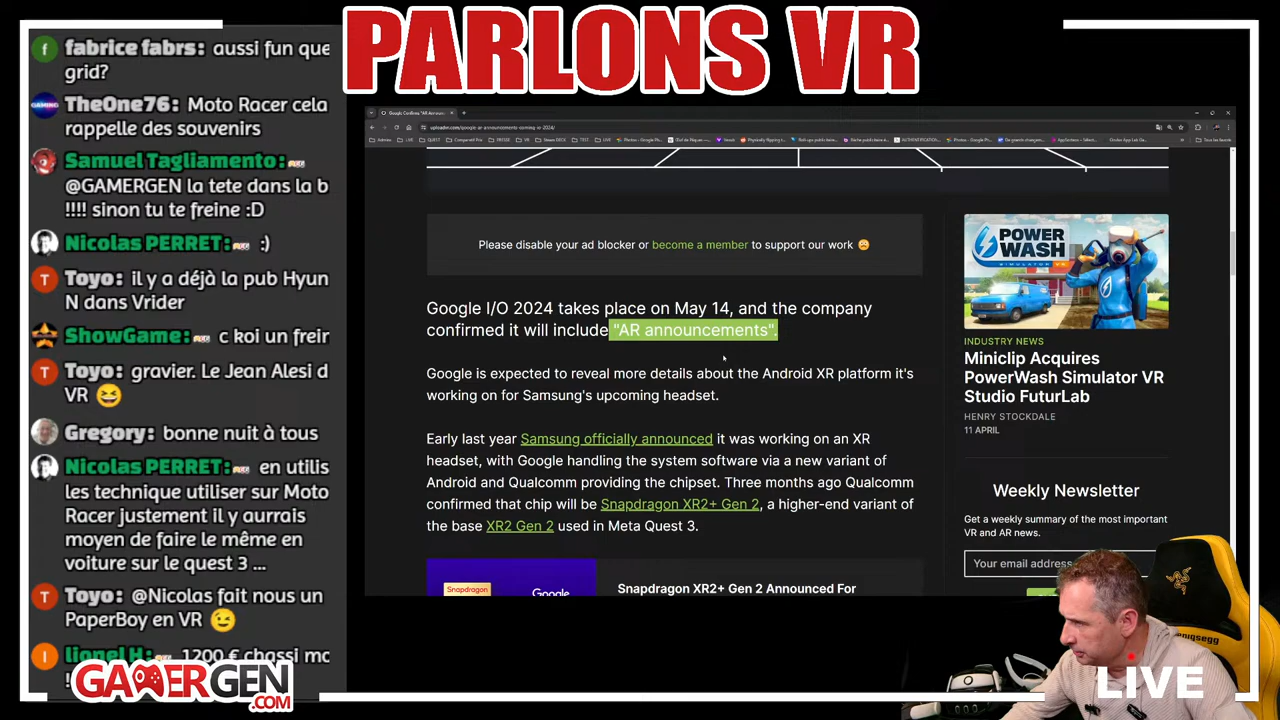 PARLONS VR
fabrice fabrs: aussi fun que
grid?
TheOne76: Moto Racer cela
rappelle des souvenirs
Samuel Tagliamento:
@GAMERGEN la tete dans la b
!!!! sinon tu te freine :D
Nicolas PERRET: :)
Toyo: il y a déjà la pub Hyun
N dans Vrider
ShowGame: c koi un freir
Toyo: gravier. Le Jean Alesi d
VR 😆
Gregory: bonne nuit à tous
Nicolas PERRET: en utilis
les technique utiliser sur Moto
Racer justement il y aurrais
moyen de faire le même en
voiture sur le quest 3 ...
Toyo: @Nicolas fait nous un
PaperBoy en VR 😉
lionel H: 1200 € chassi mo
GAMERGEN
.COM
uploadvr.com/google-ar-announcements-coming-io-2024/
Please disable your ad blocker or become a member to support our work 😩
Google I/O 2024 takes place on May 14, and the company
confirmed it will include "AR announcements".
Google is expected to reveal more details about the Android XR platform it's
working on for Samsung's upcoming headset.
Early last year Samsung officially announced it was working on an XR
headset, with Google handling the system software via a new variant of
Android and Qualcomm providing the chipset. Three months ago Qualcomm
confirmed that chip will be Snapdragon XR2+ Gen 2, a higher-end variant of
the base XR2 Gen 2 used in Meta Quest 3.
Snapdragon
Google
Snapdragon XR2+ Gen 2 Announced For
POWER
WASH
SIMULATOR VR
INDUSTRY NEWS
Miniclip Acquires
PowerWash Simulator VR
Studio FuturLab
HENRY STOCKDALE
11 APRIL
Weekly Newsletter
Get a weekly summary of the most important
VR and AR news.
Your email address
LIVE